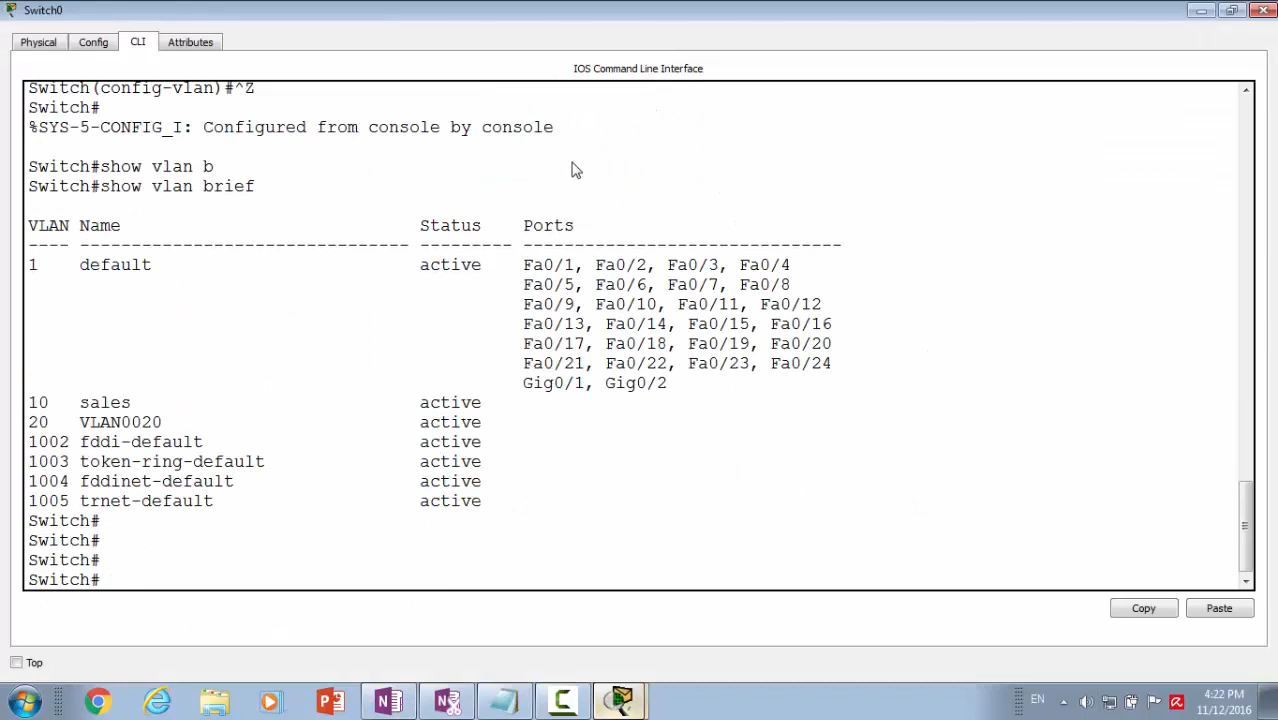 Switch0
Physical Config CLI Attributes
IOS Command Line Interface
Switch(config-vlan)#^Z
Switch#
%SYS-5-CONFIG_I: Configured from console by console
Switch#show vlan b
Switch#show vlan brief
VLAN Name Status Ports
---- -------------------------------- --------- -------------------------------
1 default active Fa0/1, Fa0/2, Fa0/3, Fa0/4
Fa0/5, Fa0/6, Fa0/7, Fa0/8
Fa0/9, Fa0/10, Fa0/11, Fa0/12
Fa0/13, Fa0/14, Fa0/15, Fa0/16
Fa0/17, Fa0/18, Fa0/19, Fa0/20
Fa0/21, Fa0/22, Fa0/23, Fa0/24
Gig0/1, Gig0/2
10 sales active
20 VLAN0020 active
1002 fddi-default active
1003 token-ring-default active
1004 fddinet-default active
1005 trnet-default active
Switch#
Switch#
Switch#
Switch#
Copy Paste
Top
EN
4:22 PM
11/12/2016